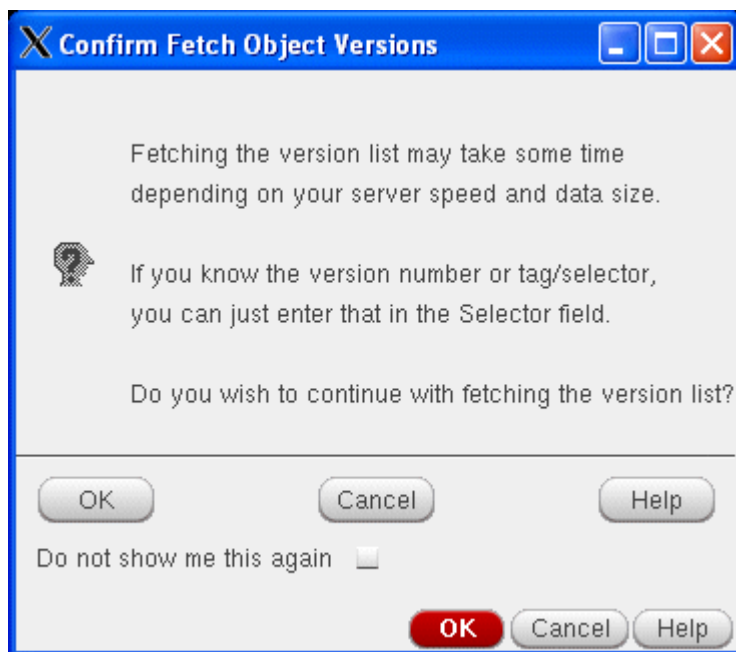 Confirm Fetch Object Versions
Fetching the version list may take some time
depending on your server speed and data size.
If you know the version number or tag/selector,
you can just enter that in the Selector field.
Do you wish to continue with fetching the version list?
OK Cancel Help
Do not show me this again
OK Cancel Help